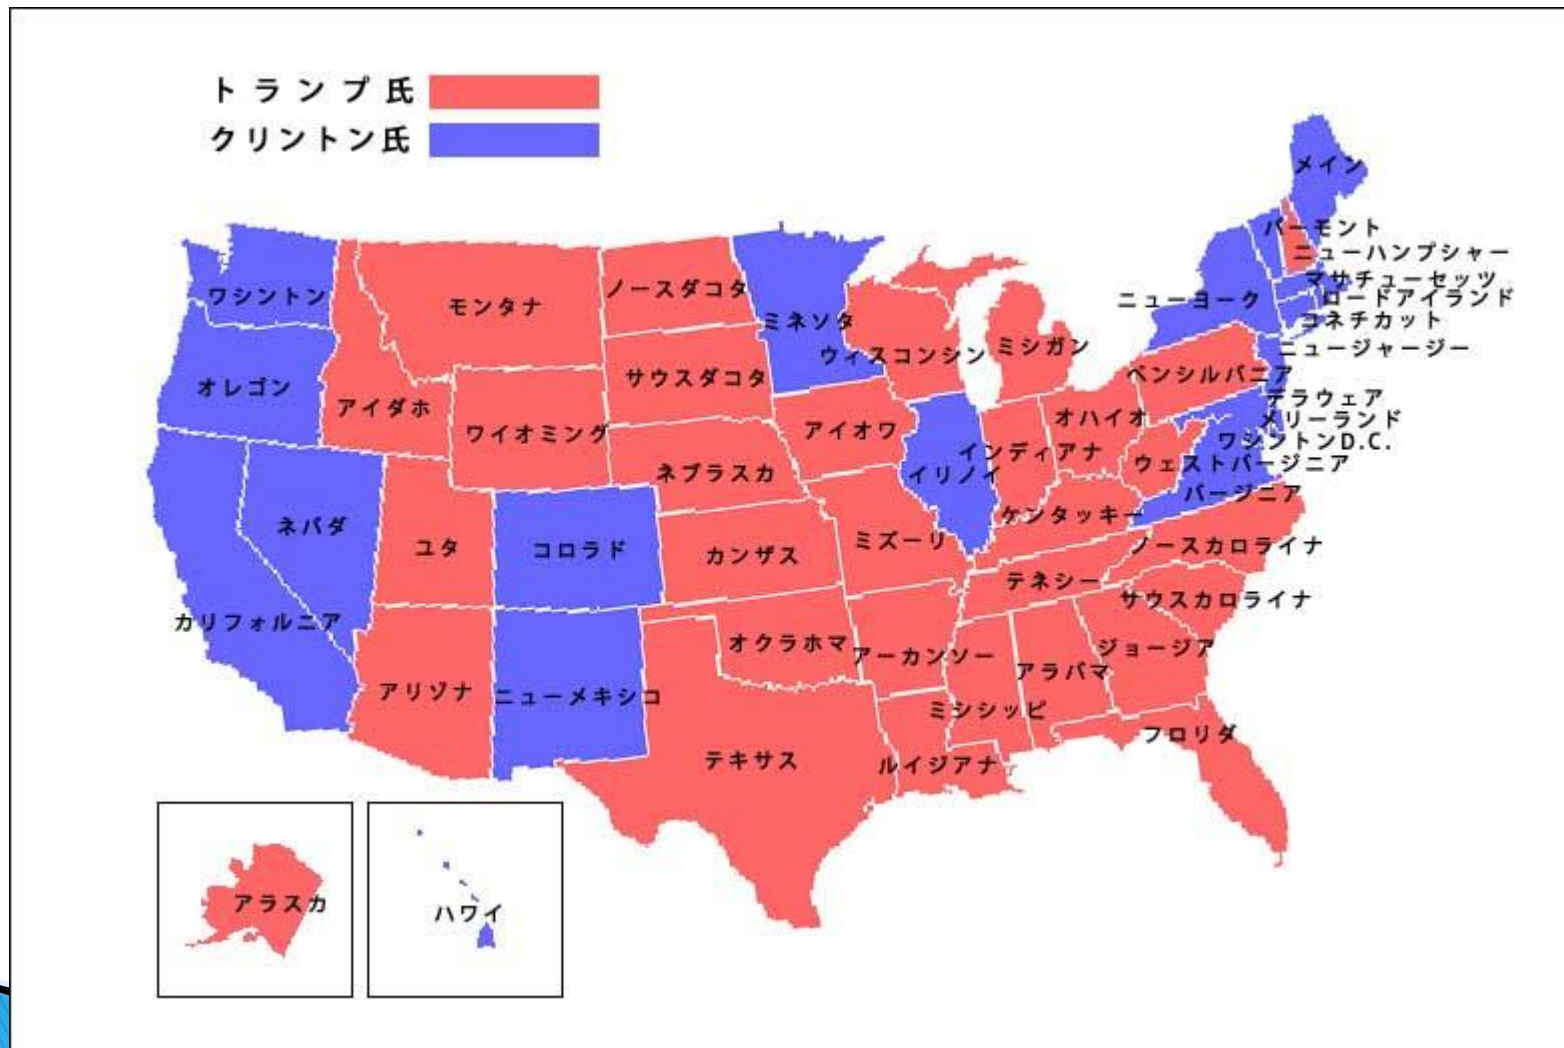 トランプ氏
クリントン氏
メイン
バーモント
ニューハンプシャー
マサチューセッツ
ニューヨーク
ロードアイランド
コネチカット
ニュージャージー
ワシントン
モンタナ
ノースダコタ
ミネソタ
ウィスコンシン
ミシガン
ペンシルバニア
オレゴン
アイダホ
サウスダコタ
デラウェア
メリーランド
ワシントンD.C.
ワイオミング
アイオワ
オハイオ
インディアナ
ウェストバージニア
ネブラスカ
イリノイ
バージニア
ネバダ
ユタ
コロラド
カンザス
ミズーリ
ケンタッキー
ノースカロライナ
テネシー
サウスカロライナ
カリフォルニア
オクラホマ
アーカンソー
ジョージア
アリゾナ
ニューメキシコ
アラバマ
ミシシッピ
フロリダ
テキサス
ルイジアナ
アラスカ
ハワイ